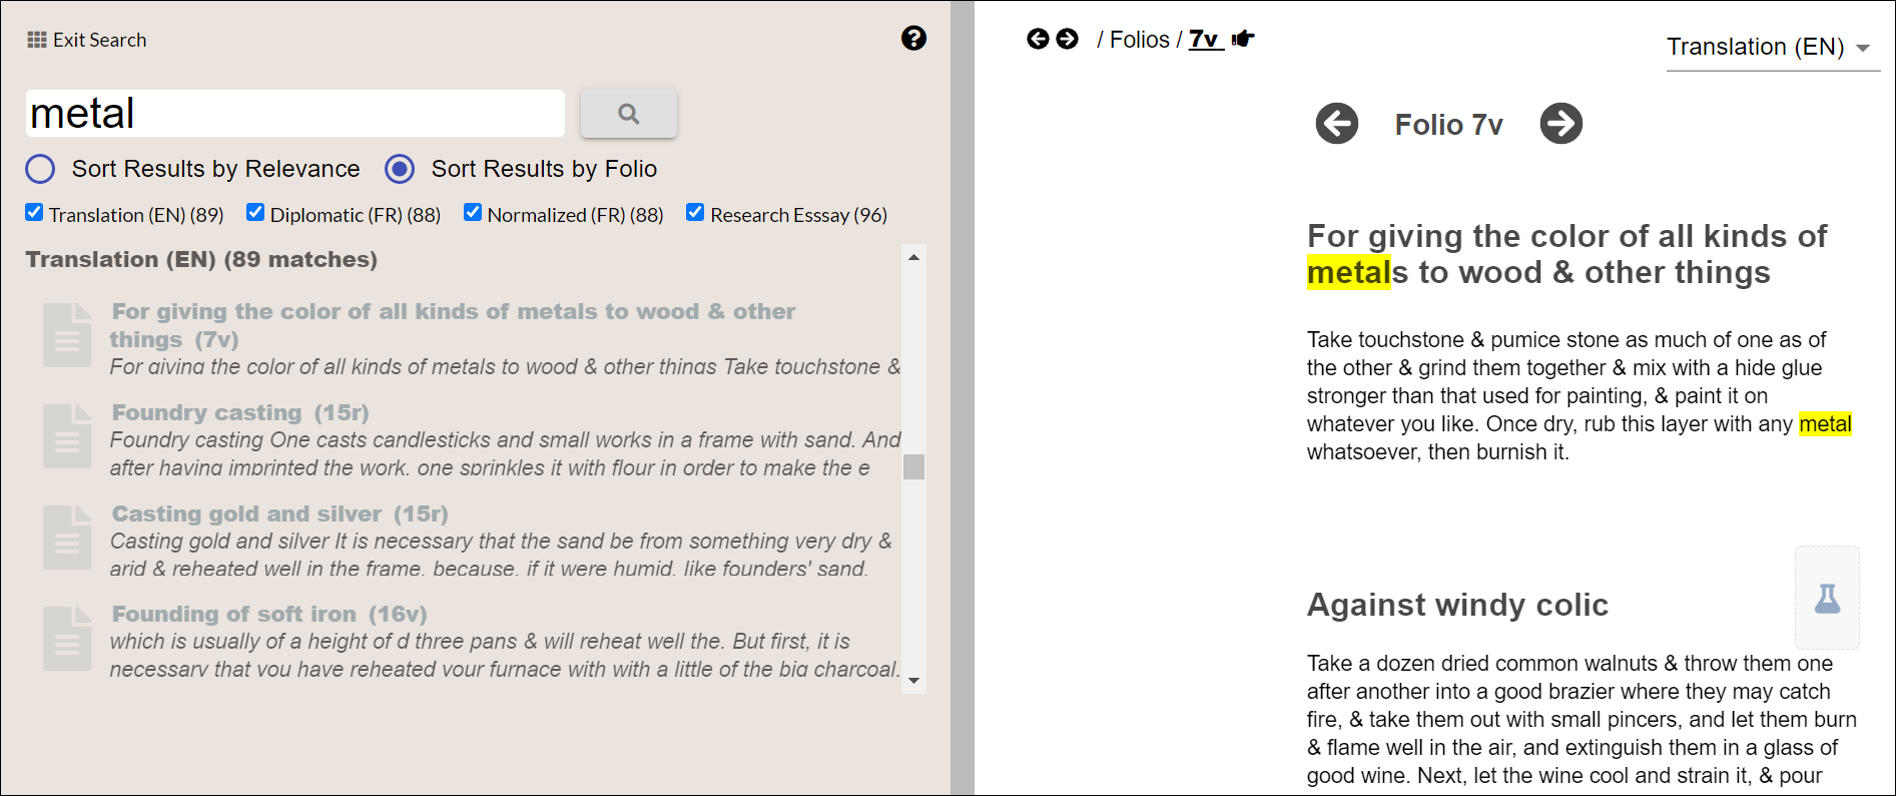 Exit Search
metal
Sort Results by Relevance Sort Results by Folio
Translation (EN) (89) Diplomatic (FR) (88) Normalized (FR) (88) Research Esssay (96)
Translation (EN) (89 matches)
For giving the color of all kinds of metals to wood & other
things (7v)
For giving the color of all kinds of metals to wood & other things Take touchstone &
Foundry casting (15r)
Foundry casting One casts candlesticks and small works in a frame with sand. And
after having imprinted the work, one sprinkles it with flour in order to make the e
Casting gold and silver (15r)
Casting gold and silver It is necessary that the sand be from something very dry &
arid & reheated well in the frame, because, if it were humid, like founders' sand,
Founding of soft iron (16v)
which is usually of a height of d three pans & will reheat well the. But first, it is
necessary that you have reheated your furnace with with a little of the big charcoal.
/ Folios / 7v
Translation (EN)
Folio 7v
For giving the color of all kinds of
metals to wood & other things
Take touchstone & pumice stone as much of one as of
the other & grind them together & mix with a hide glue
stronger than that used for painting, & paint it on
whatever you like. Once dry, rub this layer with any metal
whatsoever, then burnish it.
Against windy colic
Take a dozen dried common walnuts & throw them one
after another into a good brazier where they may catch
fire, & take them out with small pincers, and let them burn
& flame well in the air, and extinguish them in a glass of
good wine. Next, let the wine cool and strain it, & pour